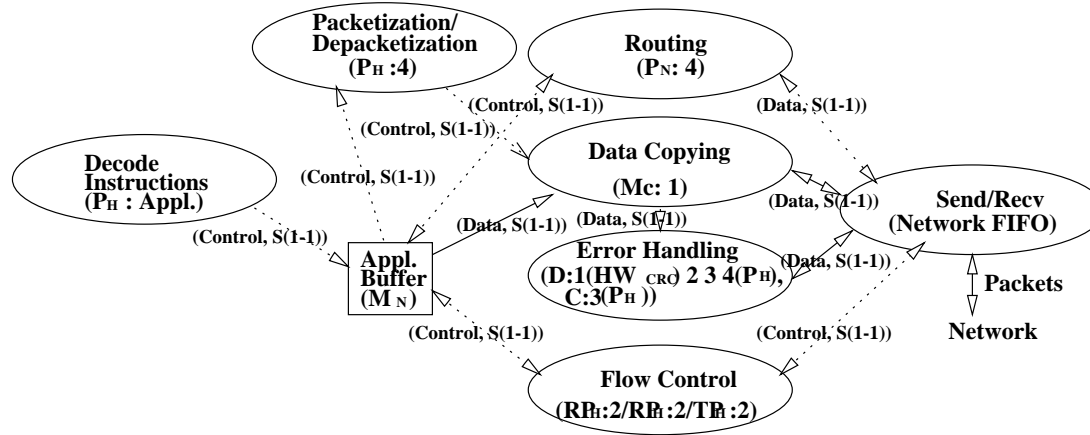 Packetization/
Depacketization
(PH :4)
Routing
(PN: 4)
(Control, S(1-1))
(Data, S(1-1))
(Control, S(1-1))
Decode
Instructions
(PH : Appl.)
(Control, S(1-1))
Data Copying
(Mc: 1)
Send/Recv
(Network FIFO)
(Data, S(1-1))
(Data, S(1-1))
(Data, S(1-1))
(Control, S(1-1))
Appl.
Buffer
(M N)
Error Handling
(D:1(HW CRC) 2 3 4(PH),
C:3(PH))
(Data, S(1-1))
Packets
Network
(Control, S(1-1))
(Control, S(1-1))
Flow Control
(RPH:2/RPH:2/TPH:2)